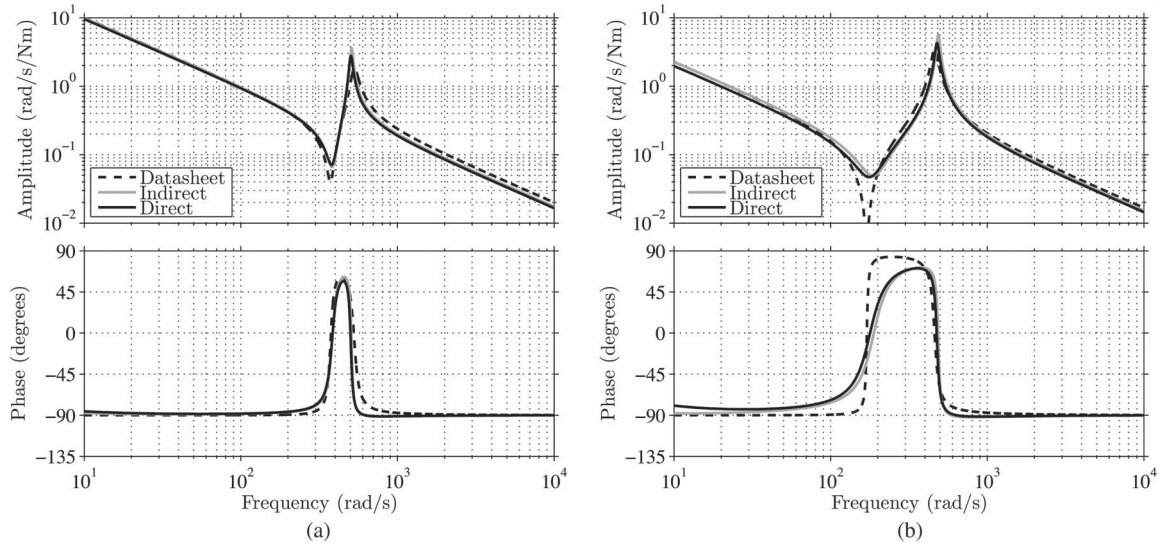 Amplitude (rad/s/Nm)
10^1
10^0
10^-1
10^-2
Datasheet
Indirect
Direct
Phase (degrees)
90
45
0
−45
−90
−135
10^1
10^2
10^3
10^4
Frequency (rad/s)
(a)
Amplitude (rad/s/Nm)
10^1
10^0
10^-1
10^-2
Datasheet
Indirect
Direct
Phase (degrees)
90
45
0
−45
−90
−135
10^1
10^2
10^3
10^4
Frequency (rad/s)
(b)